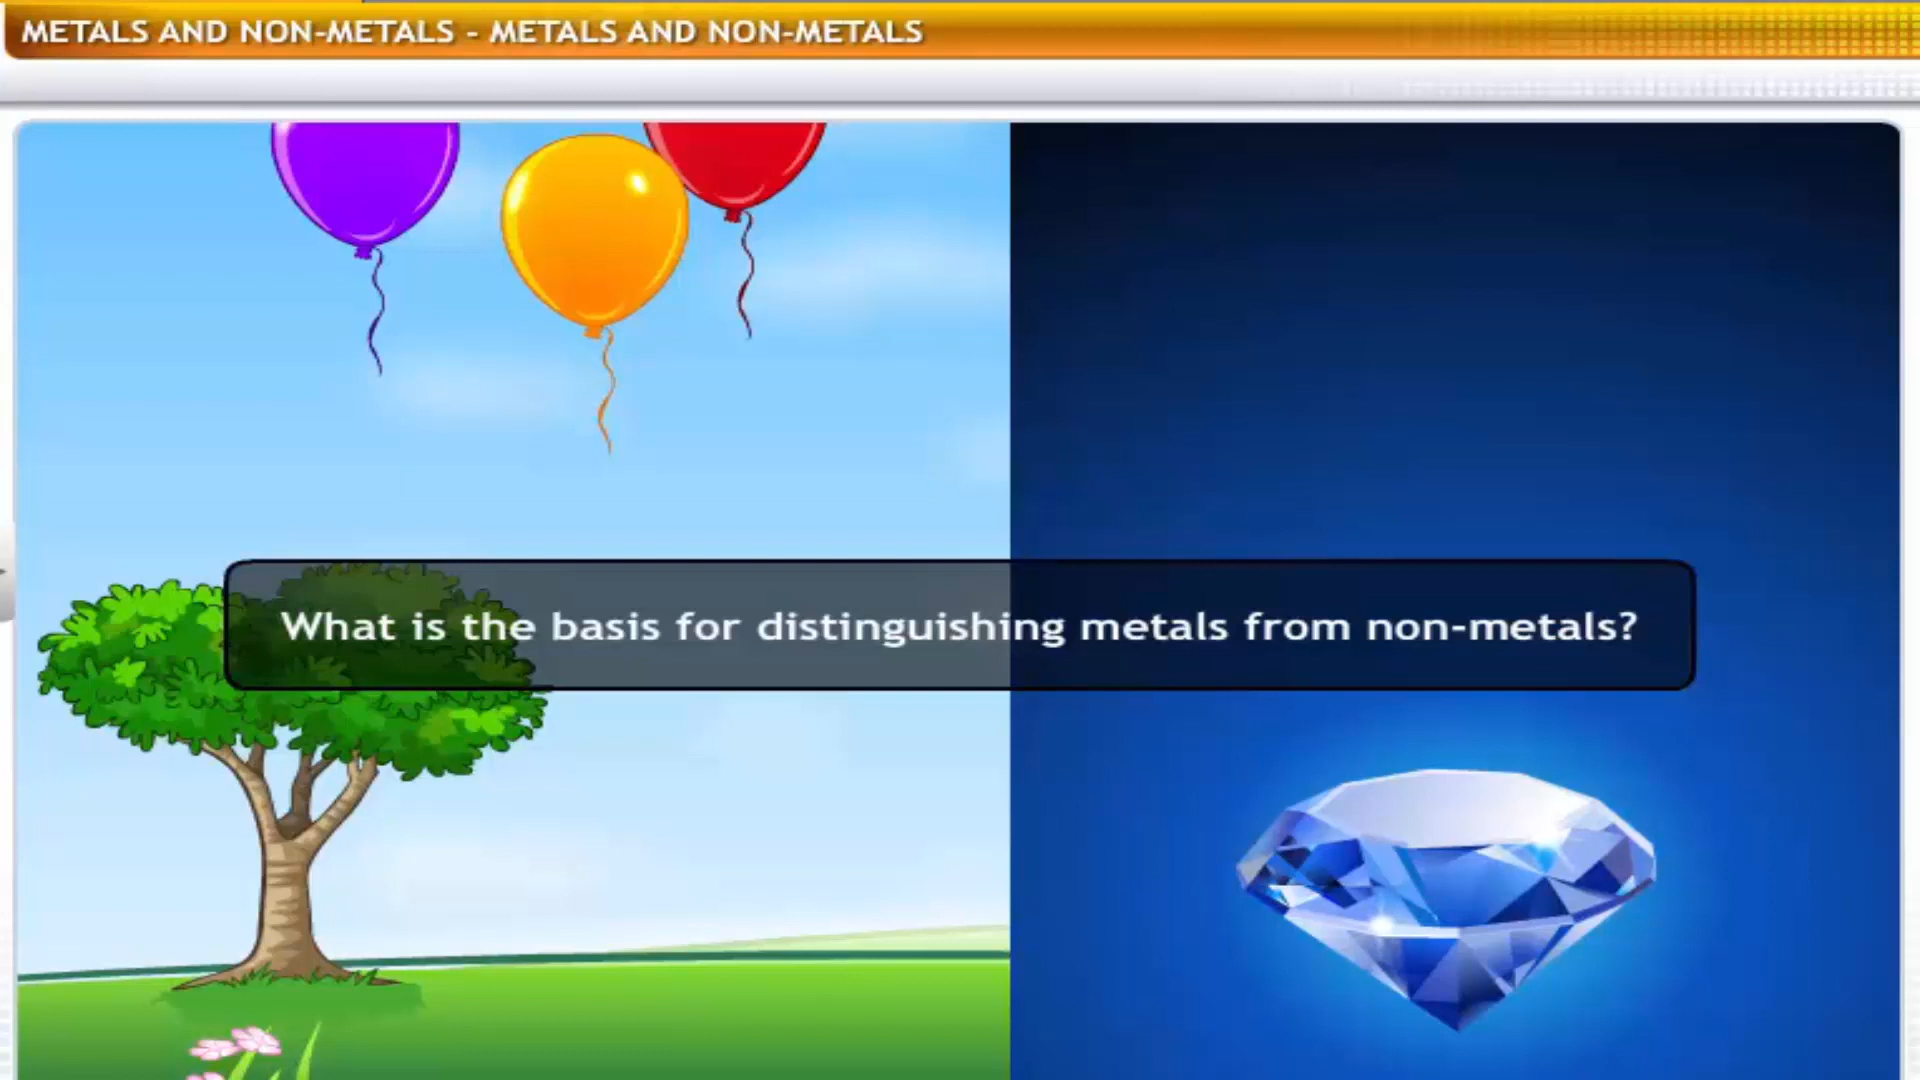 METALS AND NON-METALS - METALS AND NON-METALS
What is the basis for distinguishing metals from non-metals?